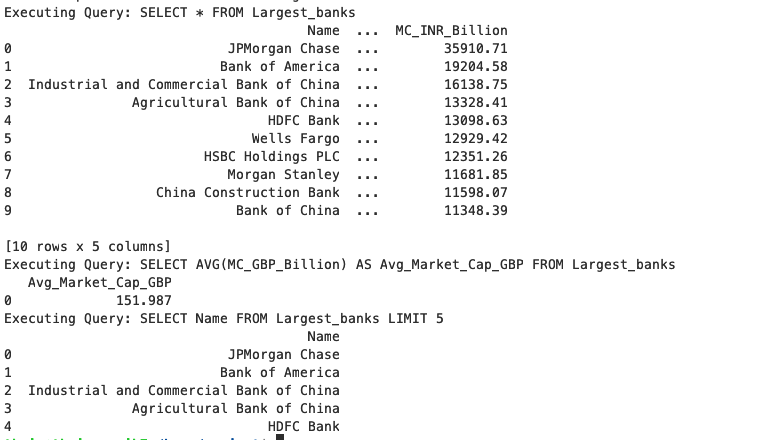 Executing Query: SELECT * FROM Largest_banks
Name ... MC_INR_Billion
0 JPMorgan Chase ... 35910.71
1 Bank of America ... 19204.58
2 Industrial and Commercial Bank of China ... 16138.75
3 Agricultural Bank of China ... 13328.41
4 HDFC Bank ... 13098.63
5 Wells Fargo ... 12929.42
6 HSBC Holdings PLC ... 12351.26
7 Morgan Stanley ... 11681.85
8 China Construction Bank ... 11598.07
9 Bank of China ... 11348.39
[10 rows x 5 columns]
Executing Query: SELECT AVG(MC_GBP_Billion) AS Avg_Market_Cap_GBP FROM Largest_banks
Avg_Market_Cap_GBP
0 151.987
Executing Query: SELECT Name FROM Largest_banks LIMIT 5
Name
0 JPMorgan Chase
1 Bank of America
2 Industrial and Commercial Bank of China
3 Agricultural Bank of China
4 HDFC Bank